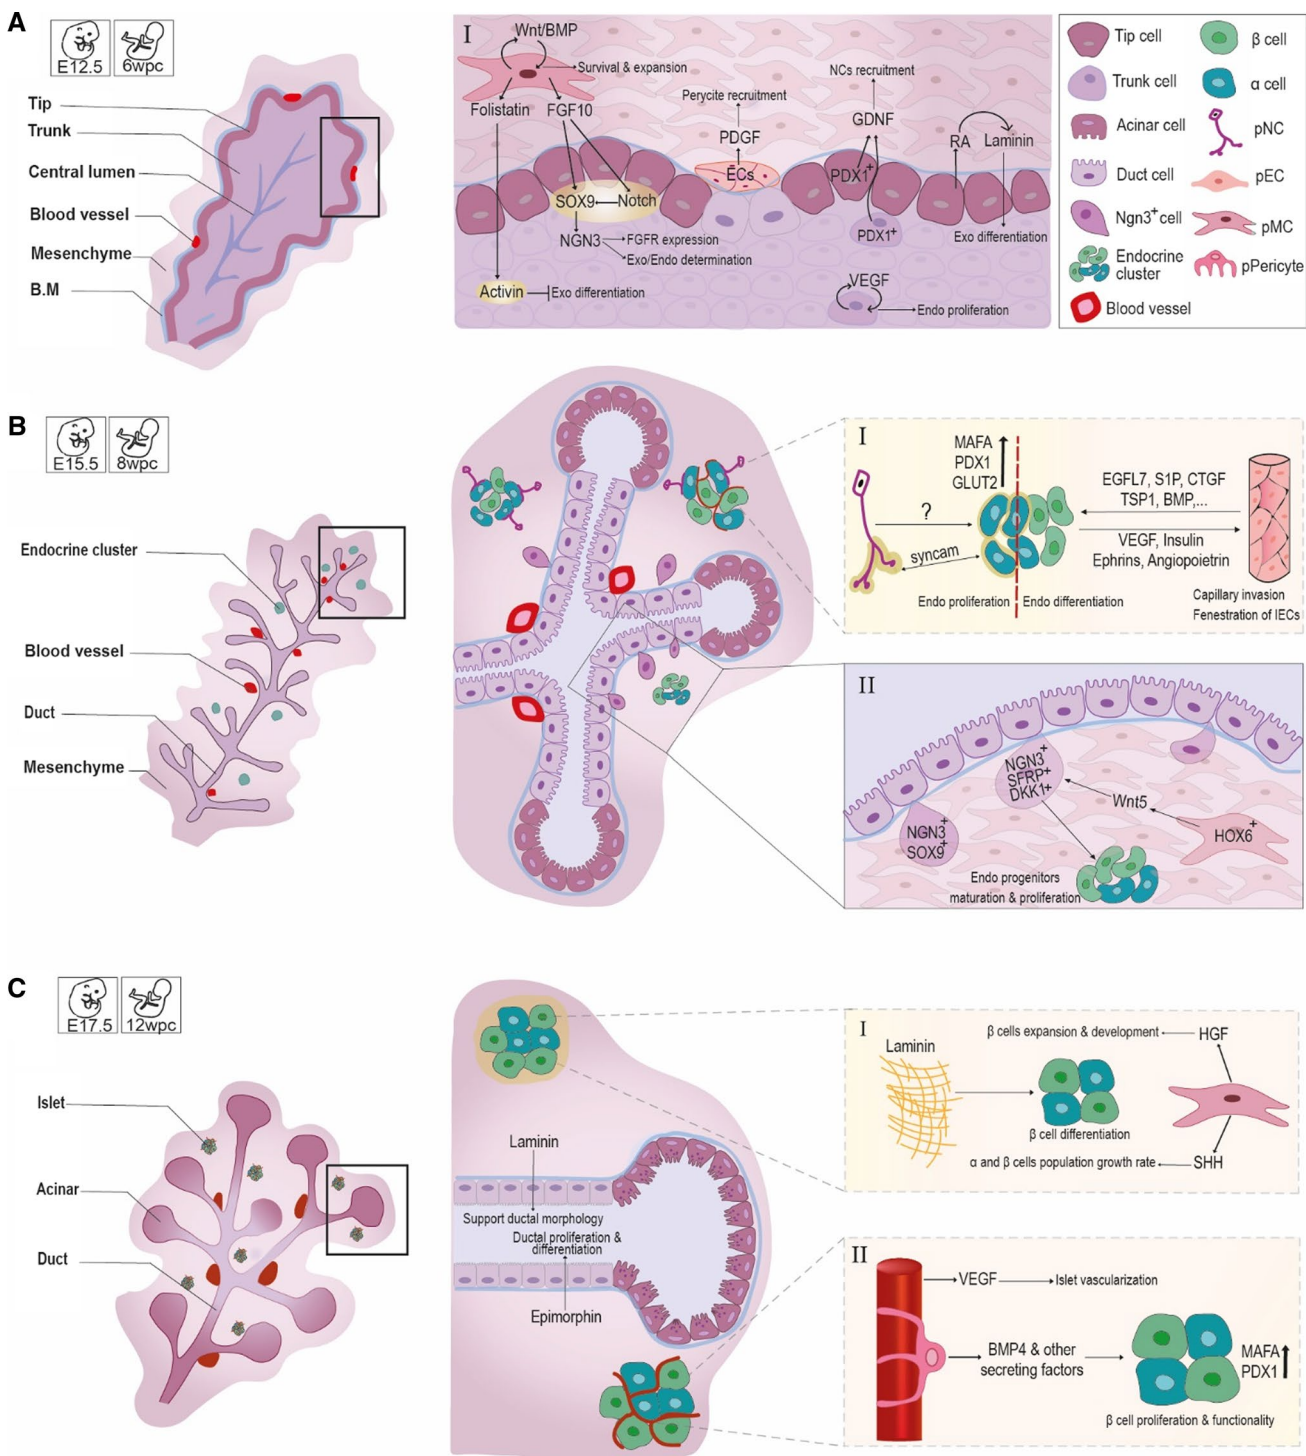 A
E12.5
6wpc
Tip
Trunk
Central lumen
Blood vessel
Mesenchyme
B.M
I
Wnt/BMP
Survival & expansion
Folistatin
FGF10
SOX9
Notch
NGN3
FGFR expression
Exo/Endo determination
Activin
Exo differentiation
Perycite recruitment
PDGF
ECs
NCs recruitment
GDNF
PDX1+
PDX1+
RA
Laminin
Exo differentiation
VEGF
Endo proliferation
Tip cell
Trunk cell
Acinar cell
Duct cell
Ngn3+ cell
Endocrine
cluster
Blood vessel
β cell
α cell
pNC
pEC
pMC
pPericyte
B
E15.5
8wpc
Endocrine cluster
Blood vessel
Duct
Mesenchyme
I
MAFA
PDX1
GLUT2
?
syncam
Endo proliferation
Endo differentiation
EGFL7, S1P, CTGF
TSP1, BMP,...
VEGF, Insulin
Ephrins, Angiopoietrin
Capillary invasion
Fenestration of IECs
II
NGN3+
SFRP+
DKK1+
Wnt5
HOX6+
NGN3+
SOX9+
Endo progenitors
maturation & proliferation
C
E17.5
12wpc
Islet
Acinar
Duct
Laminin
Support ductal morphology
Ductal proliferation &
differentiation
Epimorphin
I
Laminin
β cells expansion & development
HGF
β cell differentiation
α and β cells population growth rate
SHH
II
VEGF
Islet vascularization
BMP4 & other
secreting factors
MAFA
PDX1
β cell proliferation & functionality